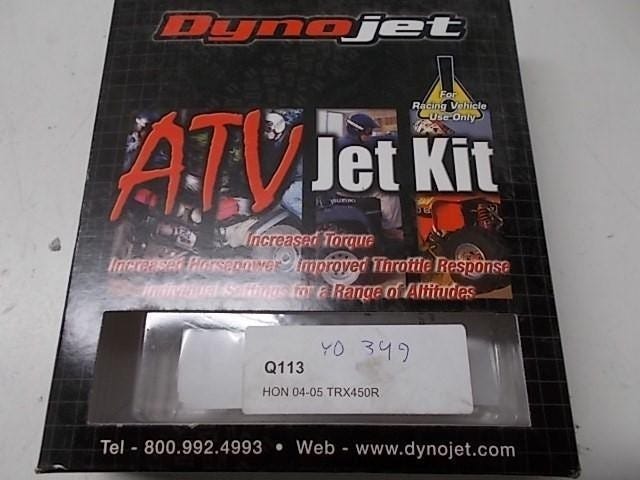 Dynojet
For
Racing Vehicle
Use Only
ATV Jet Kit
SUZUKI
Increased Torque
Increased Horsepower Improved Throttle Response
Individual Settings for a Range of Altitudes
YO 349
Q113
HON 04-05 TRX450R
Tel - 800.992.4993 • Web - www.dynojet.com